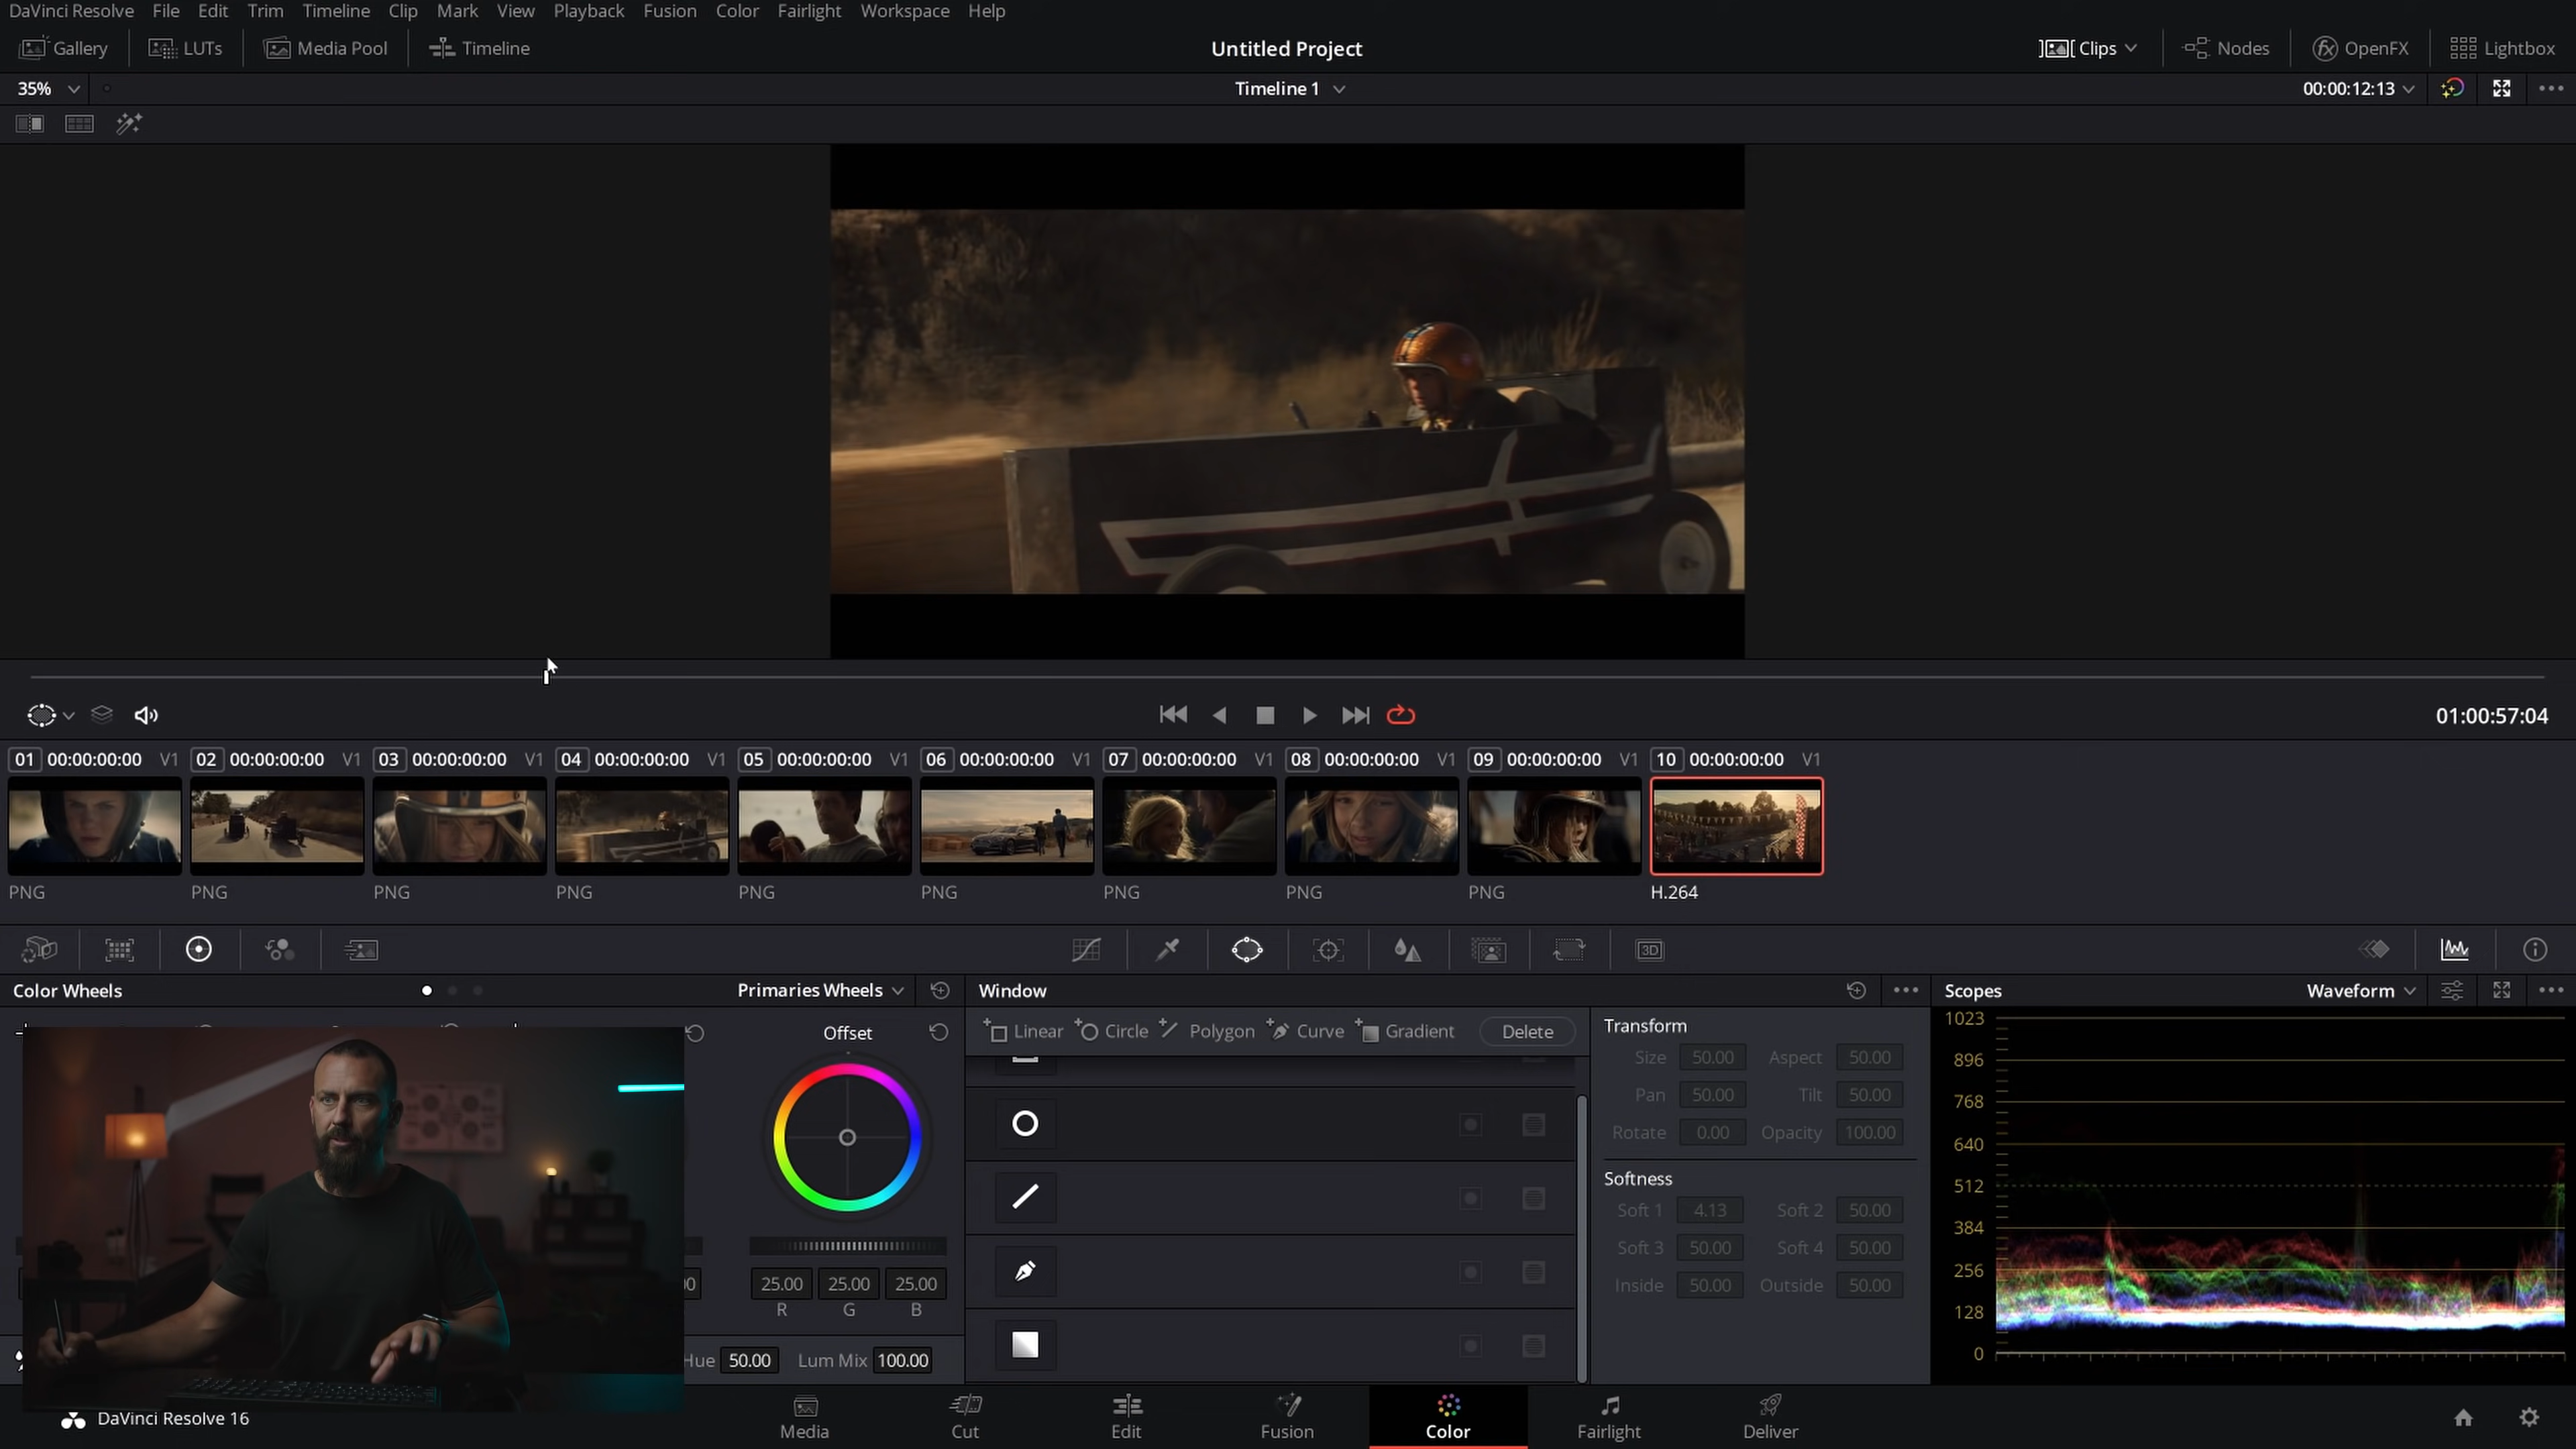 DaVinci Resolve File Edit Trim Timeline Clip Mark View Playback Fusion Color Fairlight Workspace Help
Gallery LUTs Media Pool Timeline Untitled Project Clips Nodes OpenFX Lightbox
35% Timeline 1 00:00:12:13
01:00:57:04
01 00:00:00:00 V1 02 00:00:00:00 V1 03 00:00:00:00 V1 04 00:00:00:00 V1 05 00:00:00:00 V1 06 00:00:00:00 V1 07 00:00:00:00 V1 08 00:00:00:00 V1 09 00:00:00:00 V1 10 00:00:00:00 V1
PNG PNG PNG PNG PNG PNG PNG PNG PNG H.264
3D
Color Wheels Primaries Wheels Window Scopes Waveform
Offset
Linear Circle Polygon Curve Gradient Delete
25.00 25.00 25.00
R G B
Hue 50.00 Lum Mix 100.00
Transform
Size 50.00 Aspect 50.00
Pan 50.00 Tilt 50.00
Rotate 0.00 Opacity 100.00
Softness
Soft 1 4.13 Soft 2 50.00
Soft 3 50.00 Soft 4 50.00
Inside 50.00 Outside 50.00
1023
896
768
640
512
384
256
128
0
DaVinci Resolve 16 Media Cut Edit Fusion Color Fairlight Deliver